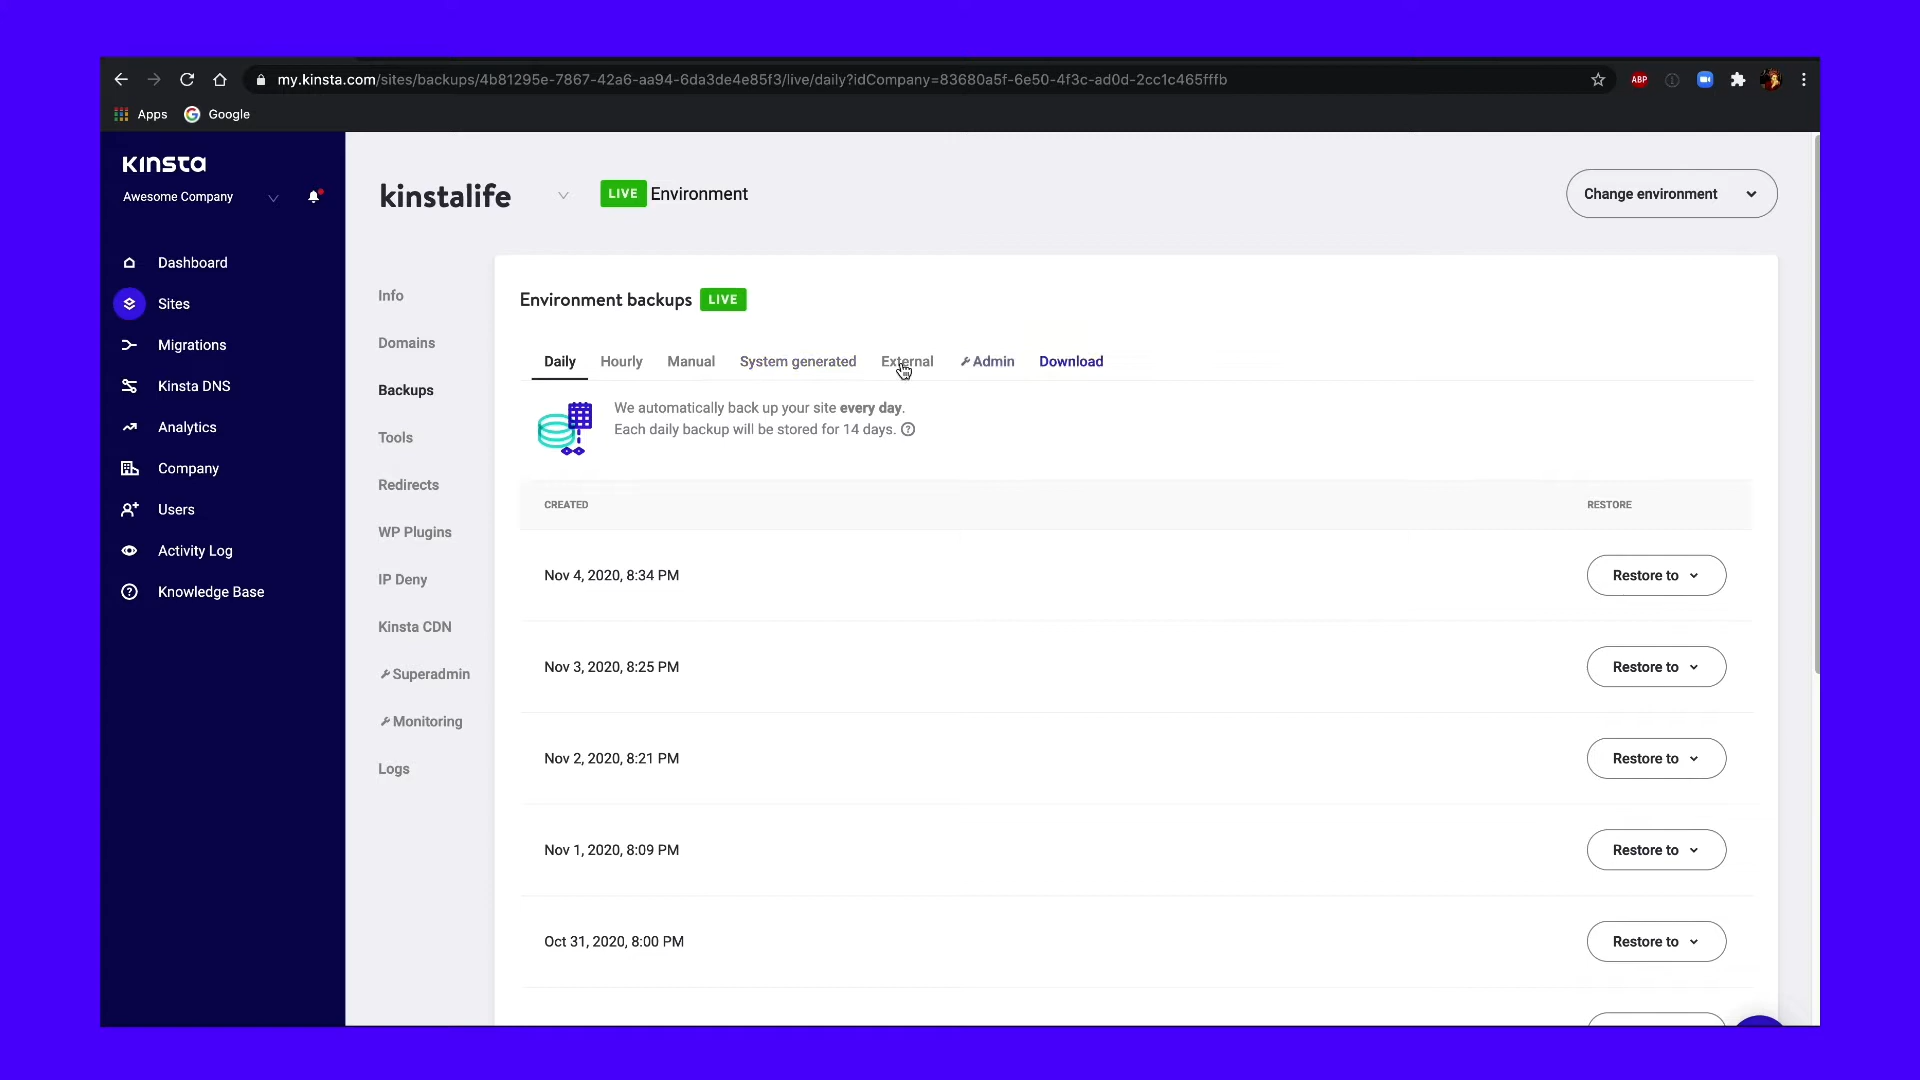 my.kinsta.com/sites/backups/4b81295e-7867-42a6-aa94-6da3de4e85f3/live/daily?idCompany=83680a5f-6e50-4f3c-ad0d-2cc1c465fffb
ABP
Apps
Google
KINSTA
Awesome Company
Dashboard
Sites
Migrations
Kinsta DNS
Analytics
Company
Users
Activity Log
Knowledge Base
kinstalife
LIVE Environment
Change environment
Info
Domains
Backups
Tools
Redirects
WP Plugins
IP Deny
Kinsta CDN
Superadmin
Monitoring
Logs
Environment backups LIVE
Daily Hourly Manual System generated External Admin Download
We automatically back up your site every day.
Each daily backup will be stored for 14 days.
CREATED RESTORE
Nov 4, 2020, 8:34 PM Restore to
Nov 3, 2020, 8:25 PM Restore to
Nov 2, 2020, 8:21 PM Restore to
Nov 1, 2020, 8:09 PM Restore to
Oct 31, 2020, 8:00 PM Restore to